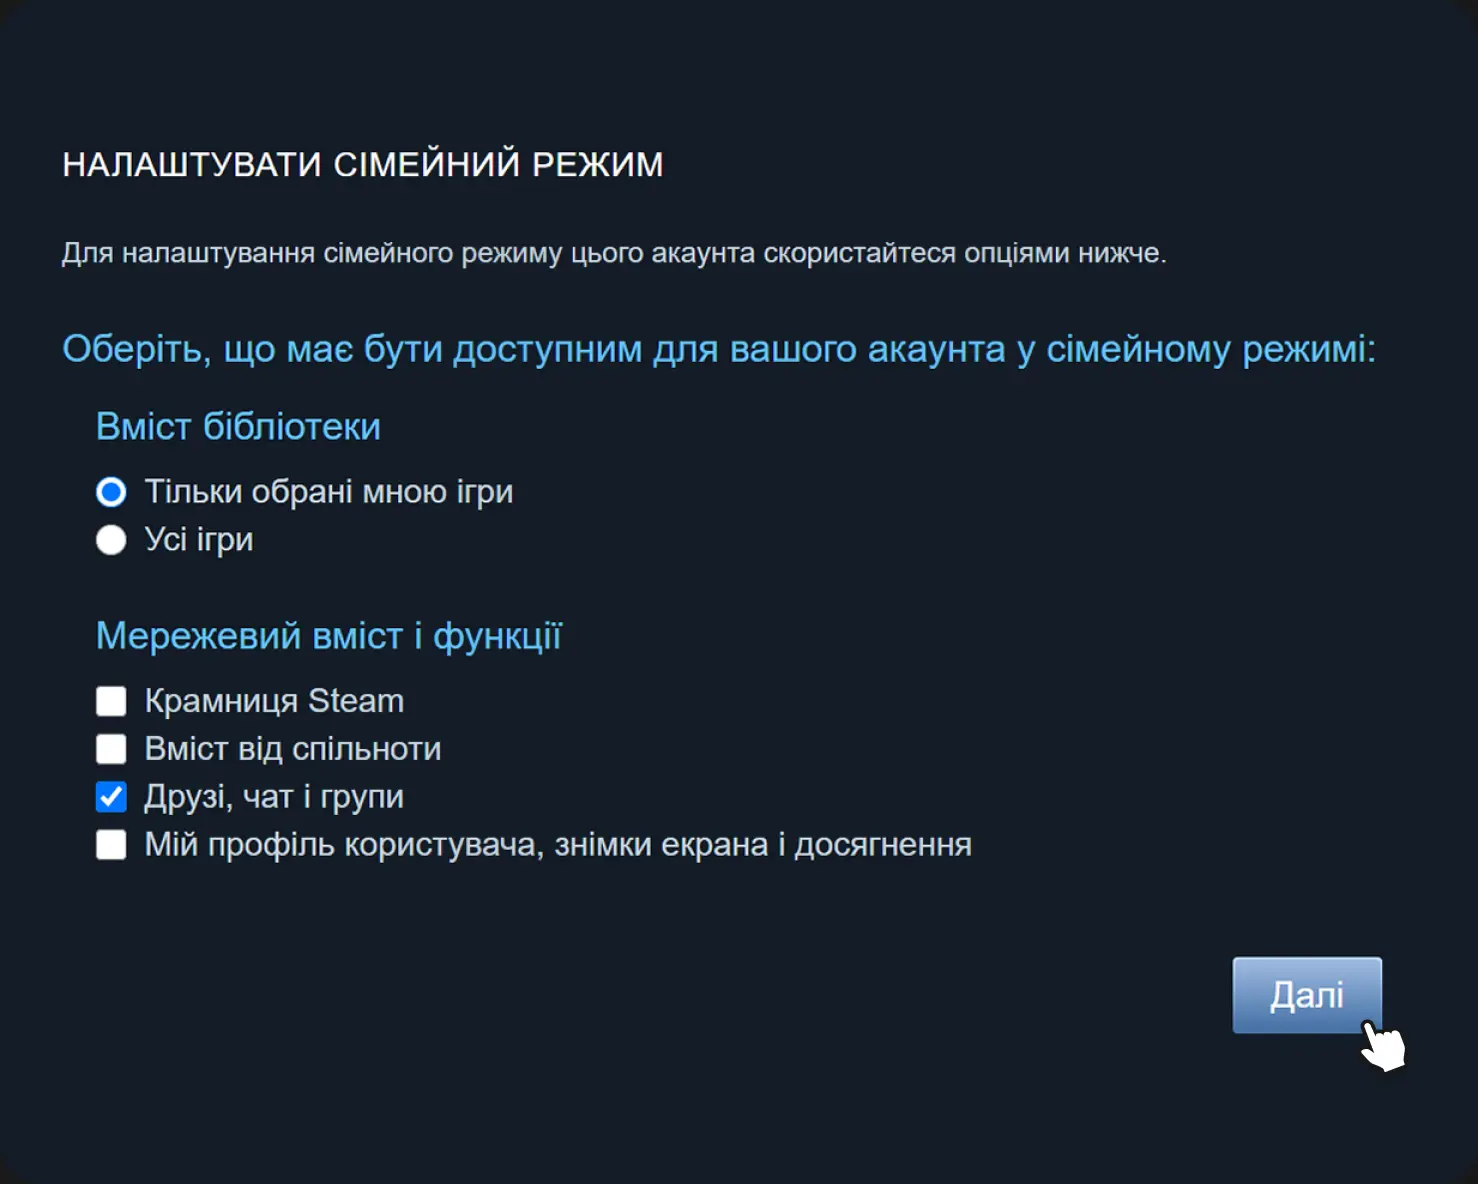 НАЛАШТУВАТИ СІМЕЙНИЙ РЕЖИМ
Для налаштування сімейного режиму цього акаунта скористайтеся опціями нижче.
Оберіть, що має бути доступним для вашого акаунта у сімейному режимі:
Вміст бібліотеки
Тільки обрані мною ігри
Усі ігри
Мережевий вміст і функції
Крамниця Steam
Вміст від спільноти
Друзі, чат і групи
Мій профіль користувача, знімки екрана і досягнення
Далі